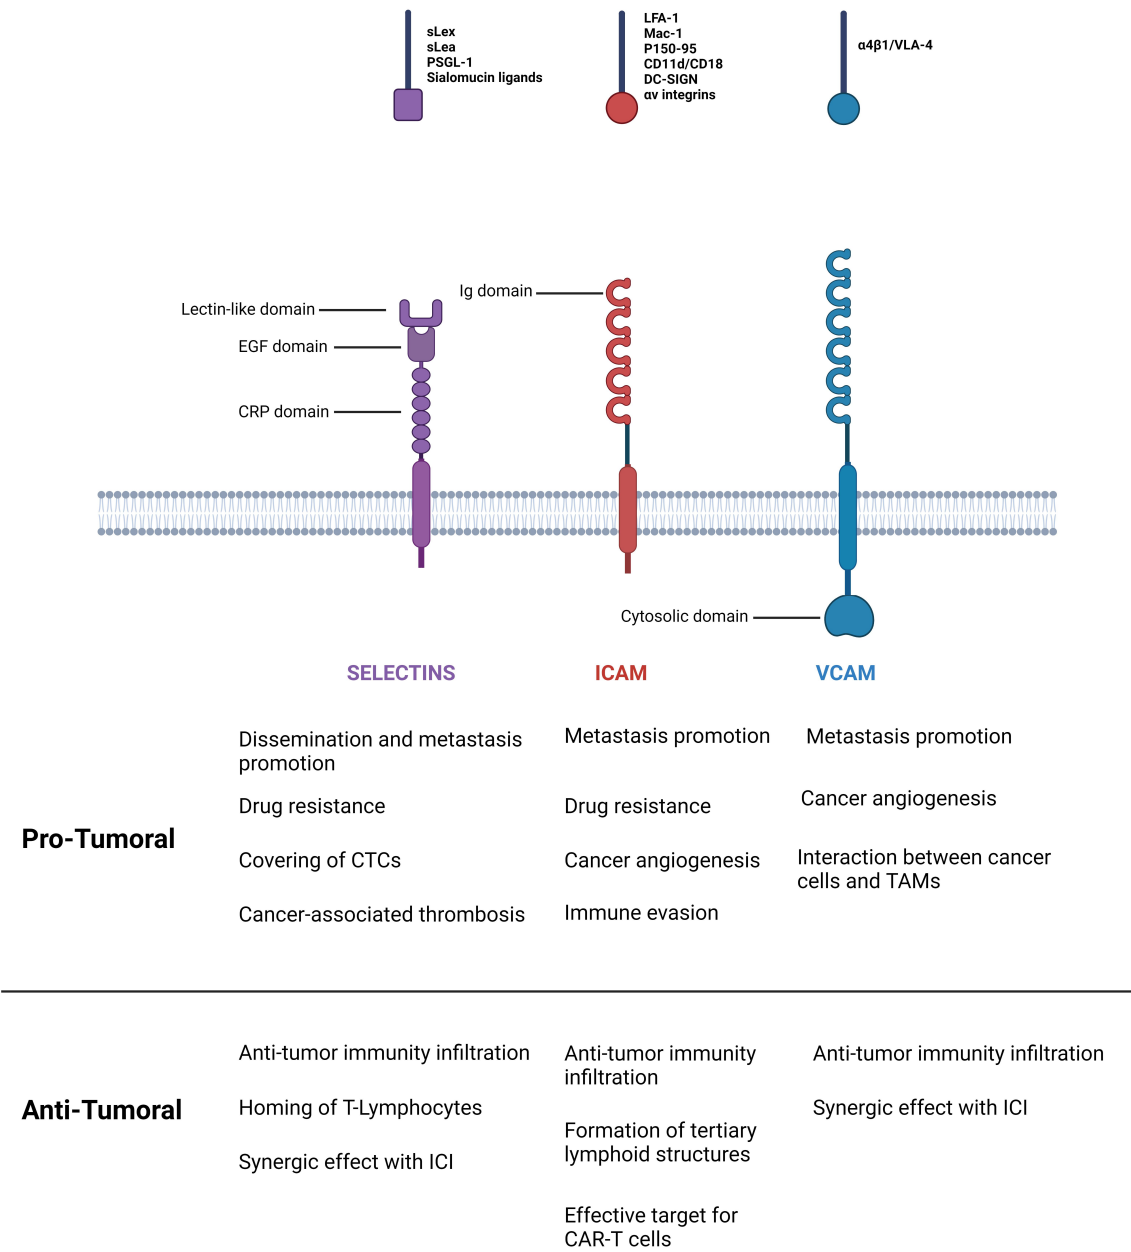 sLex
sLea
PSGL-1
Sialomucin ligands
LFA-1
Mac-1
P150-95
CD11d/CD18
DC-SIGN
αv integrins
α4β1/VLA-4
Lectin-like domain
EGF domain
CRP domain
Ig domain
Cytosolic domain
SELECTINS
ICAM
VCAM
Pro-Tumoral
Dissemination and metastasis
promotion
Drug resistance
Covering of CTCs
Cancer-associated thrombosis
Metastasis promotion
Drug resistance
Cancer angiogenesis
Immune evasion
Metastasis promotion
Cancer angiogenesis
Interaction between cancer
cells and TAMs
Anti-Tumoral
Anti-tumor immunity infiltration
Homing of T-Lymphocytes
Synergic effect with ICI
Anti-tumor immunity
infiltration
Formation of tertiary
lymphoid structures
Effective target for
CAR-T cells
Anti-tumor immunity infiltration
Synergic effect with ICI